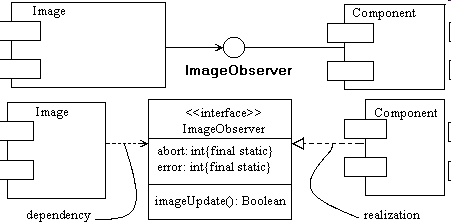 Image
Component
ImageObserver
Image
Component
<<interface>>
ImageObserver
abort: int{final static}
error: int{final static}
imageUpdate(): Boolean
dependency
realization